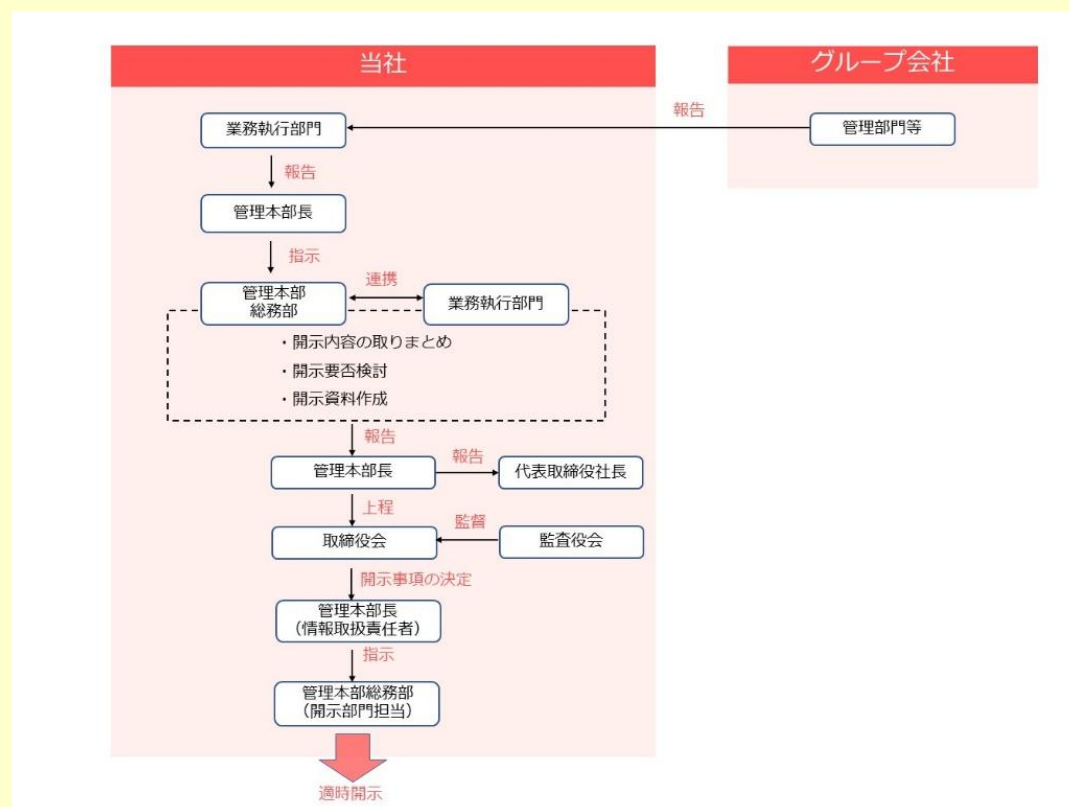 当社
グループ会社
報告
業務執行部門
管理部門等
報告
管理本部長
指示
管理本部
総務部
連携
業務執行部門
・開示内容の取りまとめ
・開示要否検討
・開示資料作成
報告
管理本部長
報告
代表取締役社長
上程
取締役会
監督
監査役会
開示事項の決定
管理本部長
（情報取扱責任者）
指示
管理本部総務部
（開示部門担当）
適時開示